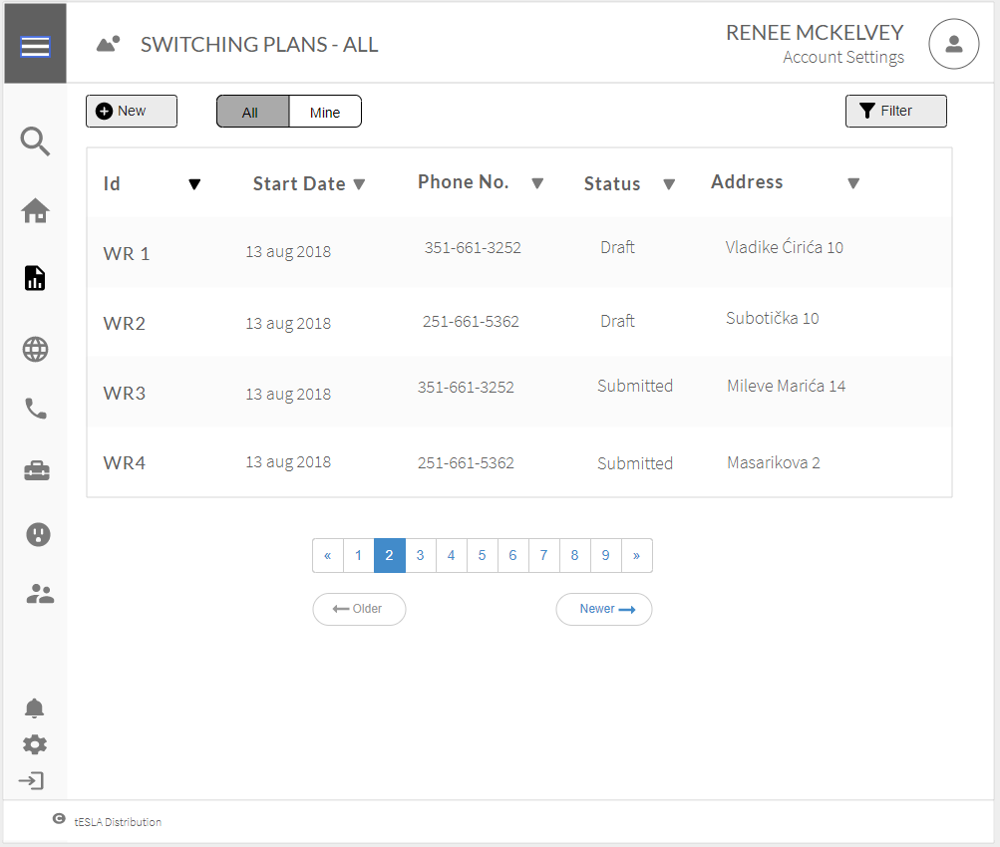 SWITCHING PLANS - ALL
RENEE MCKELVEY
Account Settings
New
All
Mine
Filter
Id
Start Date
Phone No.
Status
Address
WR 1
13 aug 2018
351-661-3252
Draft
Vladike Ćirića 10
WR2
13 aug 2018
251-661-5362
Draft
Subotička 10
WR3
13 aug 2018
351-661-3252
Submitted
Mileve Marića 14
WR4
13 aug 2018
251-661-5362
Submitted
Masarikova 2
« 1 2 3 4 5 6 7 8 9 »
Older
Newer
© tESLA Distribution